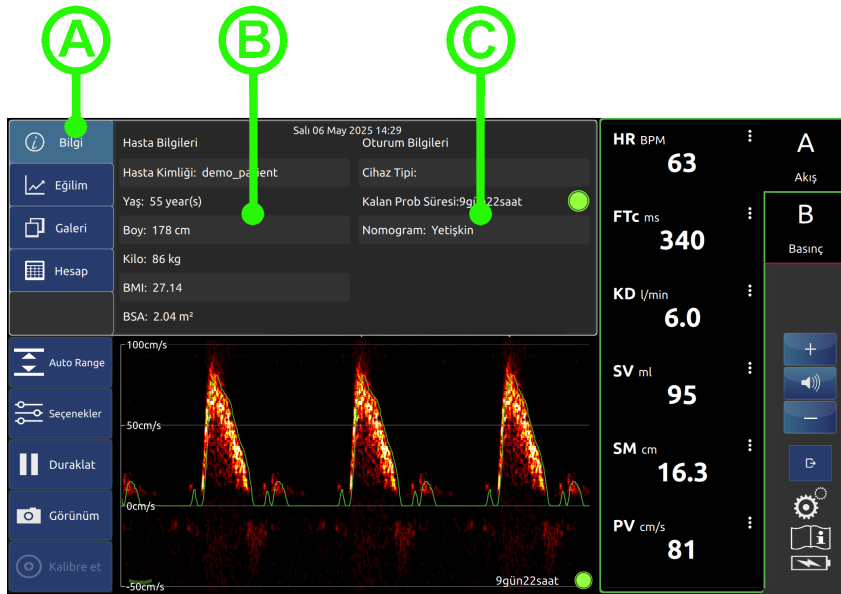 A
B
C
Salı 06 May 2025 14:29
Bilgi
Eğilim
Galeri
Hesap
Hasta Bilgileri
Hasta Kimliği: demo_patient
Yaş: 55 year(s)
Boy: 178 cm
Kilo: 86 kg
BMI: 27.14
BSA: 2.04 m²
Oturum Bilgileri
Cihaz Tipi:
Kalan Prob Süresi:9gün22saat
Nomogram: Yetişkin
Auto Range
Seçenekler
Duraklat
Görünüm
Kalibre et
100cm/s
50cm/s
0cm/s
-50cm/s
9gün22saat
HR BPM
63
FTc ms
340
KD l/min
6.0
SV ml
95
SM cm
16.3
PV cm/s
81
A
Akış
B
Basınç